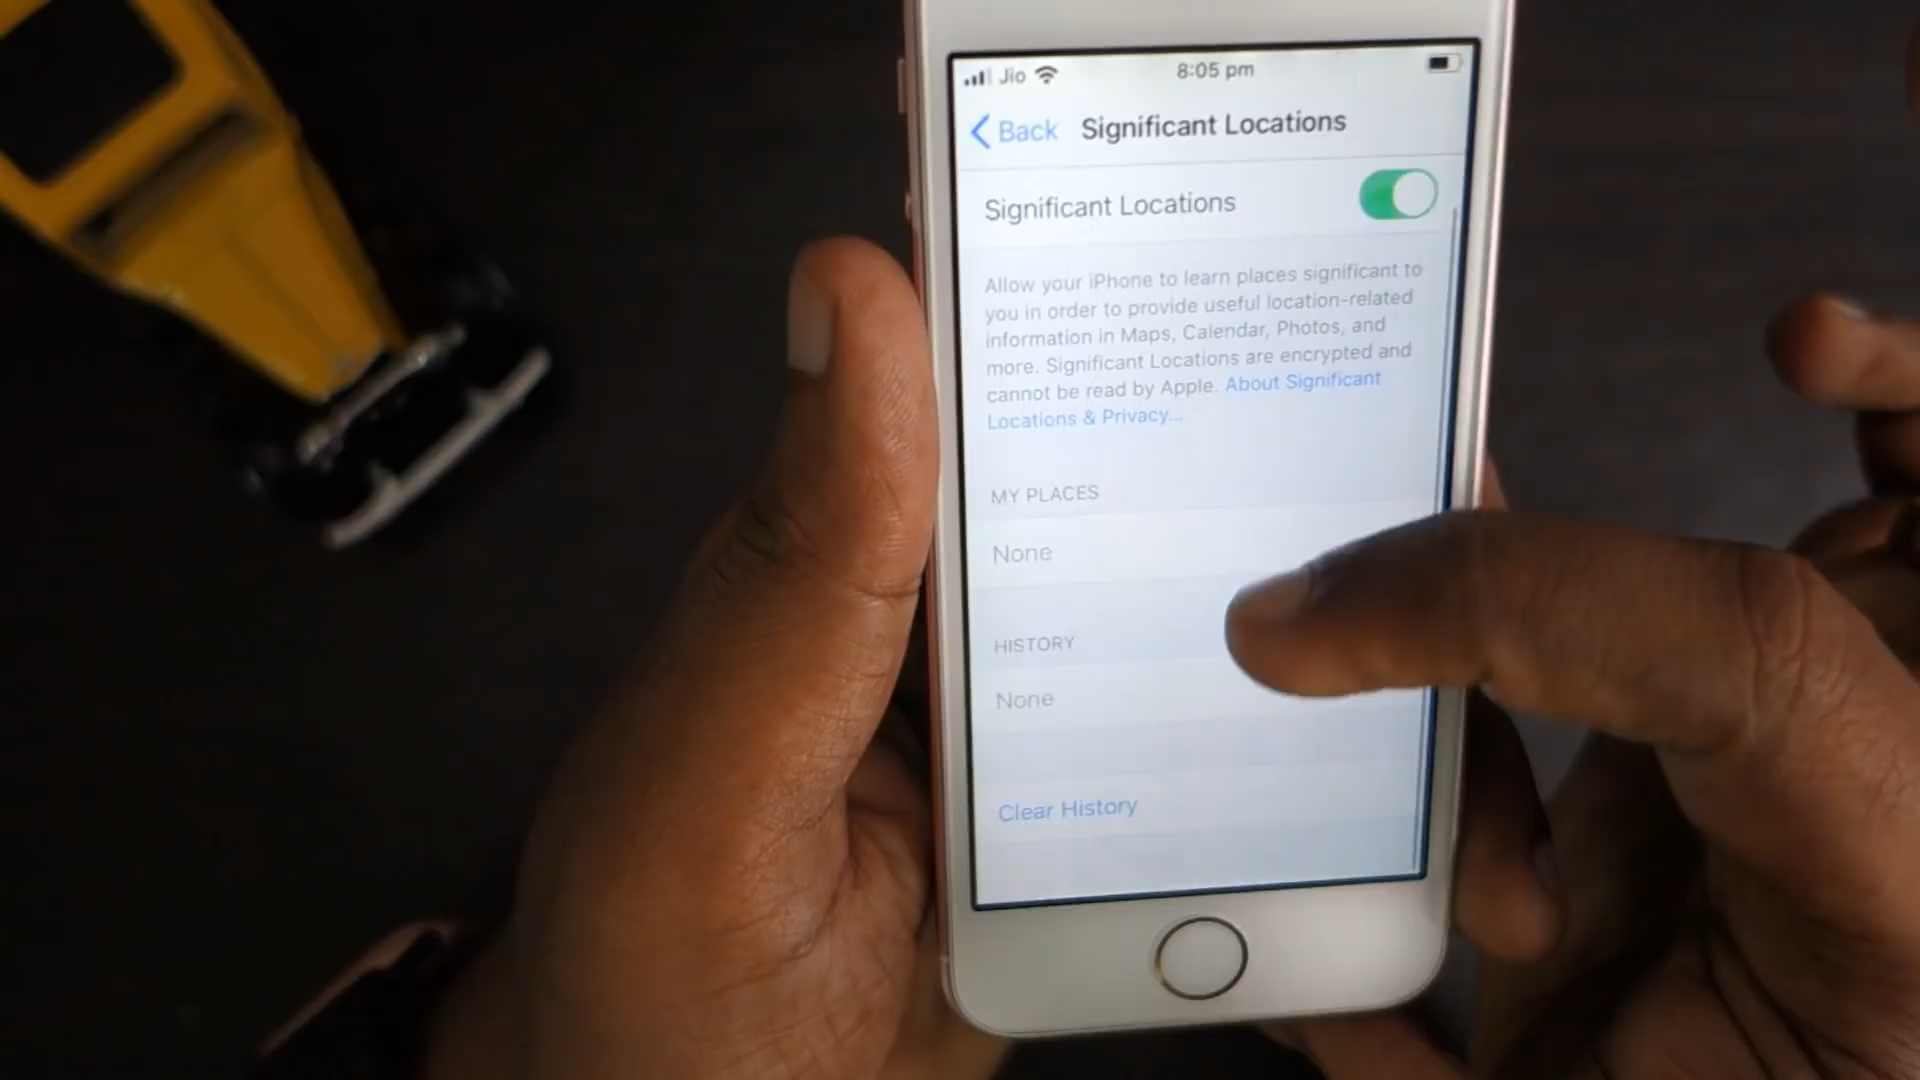 Jio 8:05 pm
Back Significant Locations
Significant Locations
Allow your iPhone to learn places significant to
you in order to provide useful location-related
information in Maps, Calendar, Photos, and
more. Significant Locations are encrypted and
cannot be read by Apple. About Significant
Locations & Privacy...
MY PLACES
None
HISTORY
None
Clear History